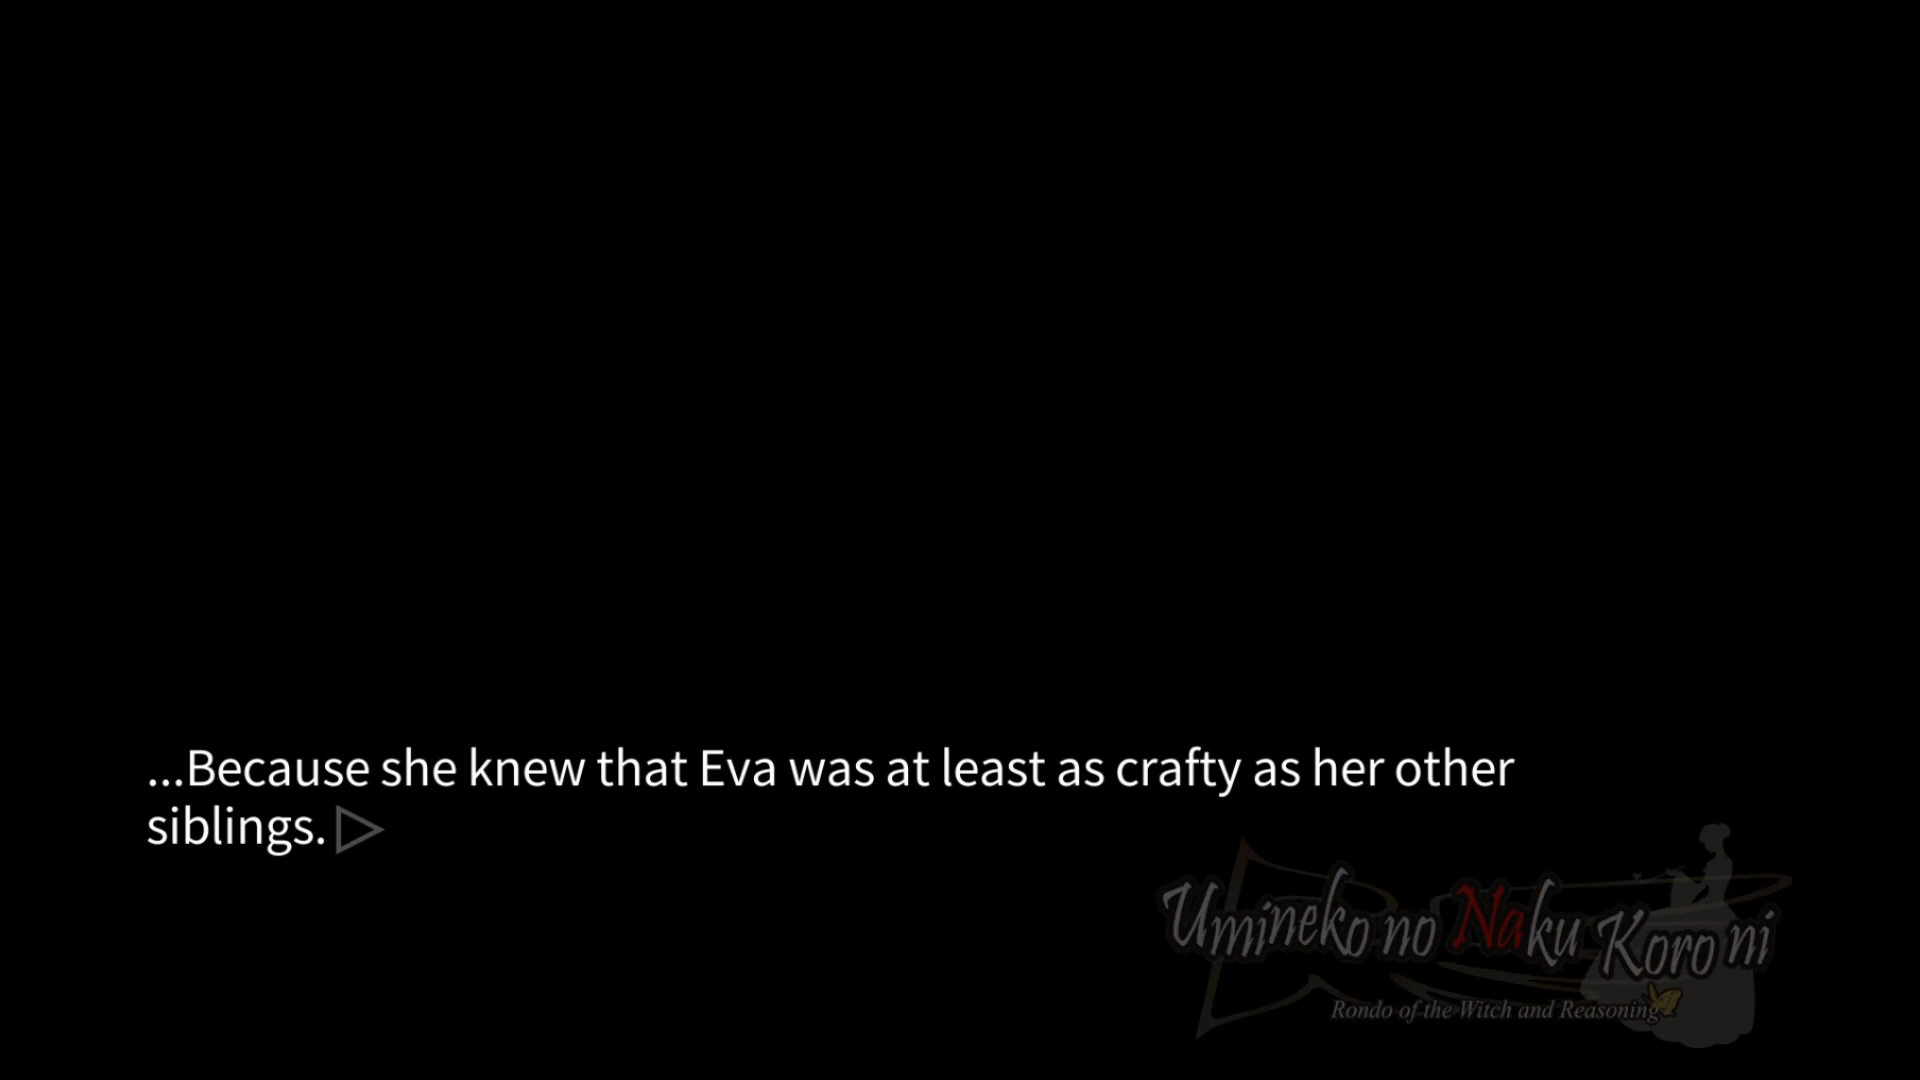 ...Because she knew that Eva was at least as crafty as her other
siblings.
Umineko no Naku Koro ni
Rondo of the Witch and Reasoning